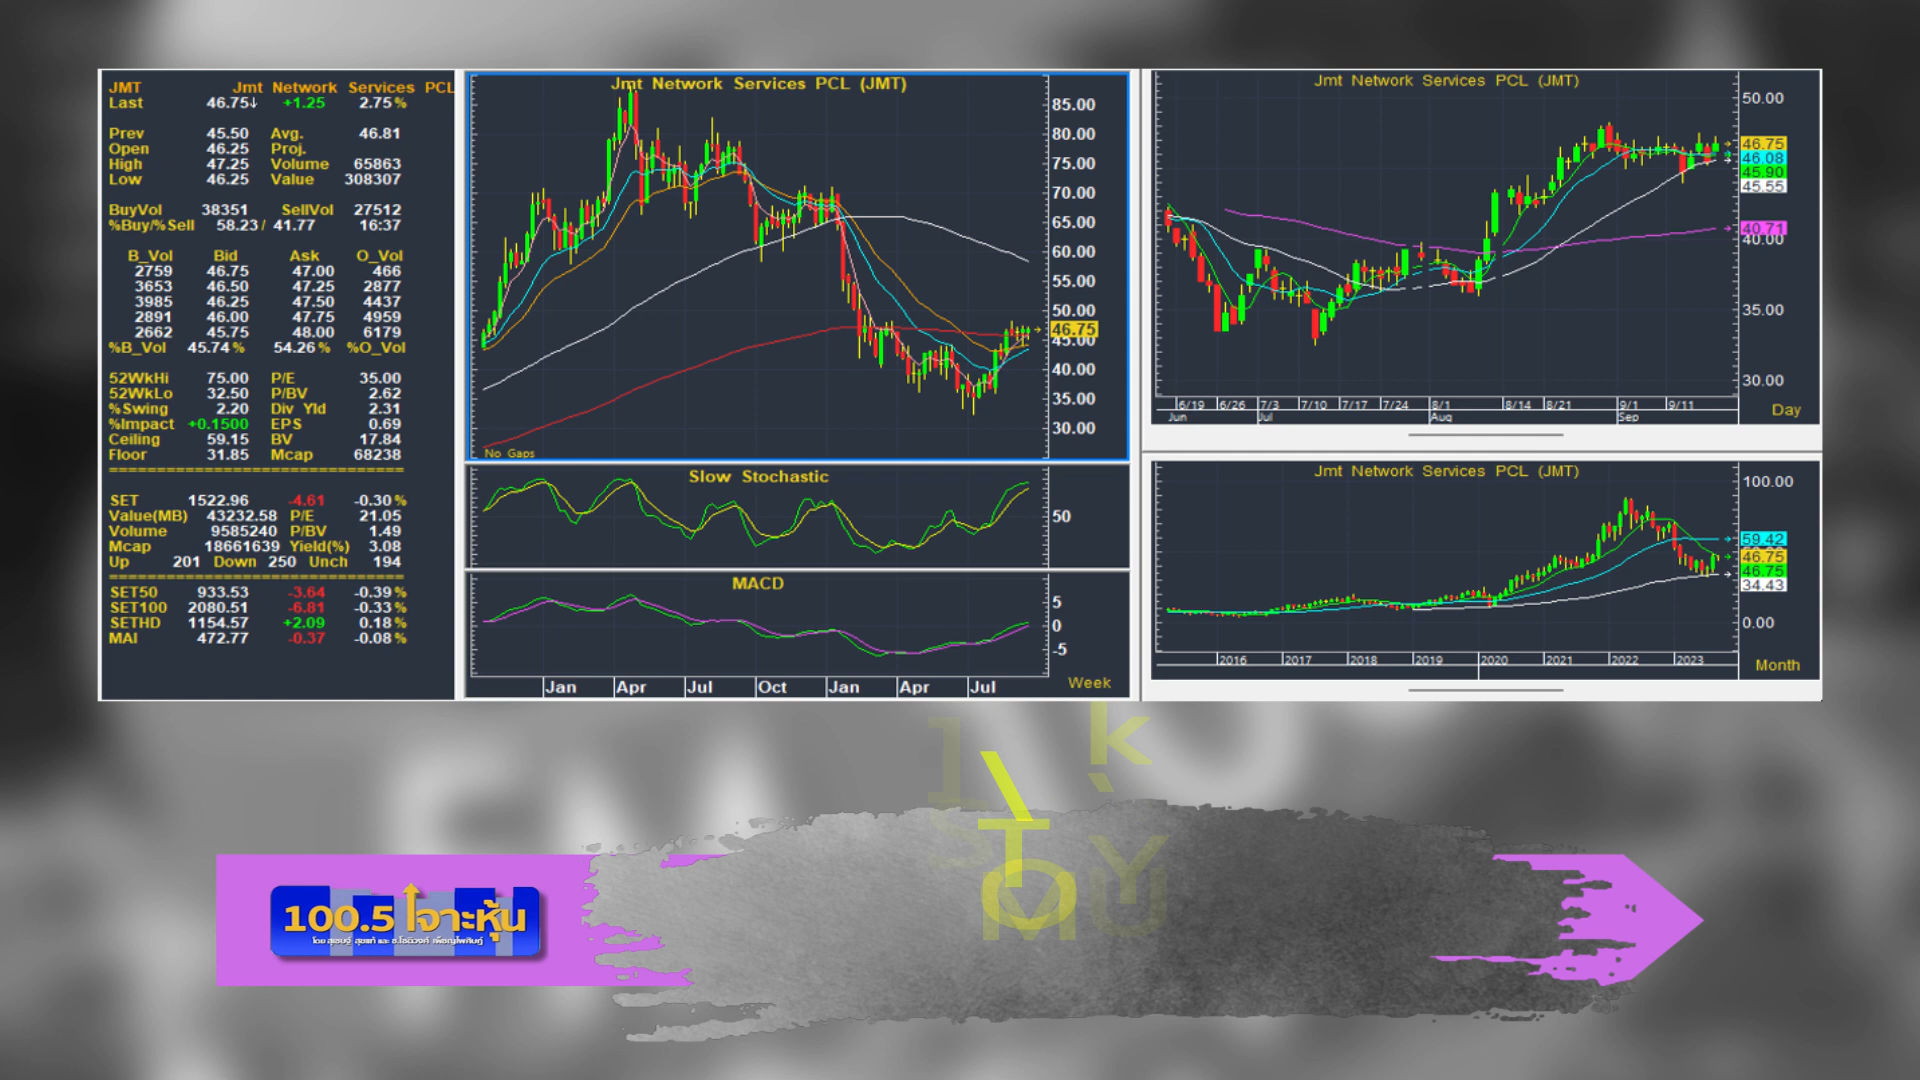 JMT Jmt Network Services PCL
Last 46.75↓ +1.25 2.75%
Prev 45.50 Avg. 46.81
Open 46.25 Proj.
High 47.25 Volume 65863
Low 46.25 Value 308307
BuyVol 38351 SellVol 27512
%Buy/%Sell 58.23 / 41.77 16:37
B_Vol Bid Ask O_Vol
2759 46.75 47.00 466
3653 46.50 47.25 2877
3985 46.25 47.50 4437
2891 46.00 47.75 4959
2662 45.75 48.00 6179
%B_Vol 45.74% 54.26% %O_Vol
52WkHi 75.00 P/E 35.00
52WkLo 32.50 P/BV 2.62
%Swing 2.20 Div Yld 2.31
%Impact +0.1500 EPS 0.69
Ceiling 59.15 BV 17.84
Floor 31.85 Mcap 68238
===============================
SET 1522.96 -4.61 -0.30%
Value(MB) 43232.58 P/E 21.05
Volume 9585240 P/BV 1.49
Mcap 18661639 Yield(%) 3.08
Up 201 Down 250 Unch 194
===============================
SET50 933.53 -3.64 -0.39%
SET100 2080.51 -6.81 -0.33%
SETHD 1154.57 +2.09 0.18%
MAI 472.77 -0.37 -0.08%
Jmt Network Services PCL (JMT)
85.00
80.00
75.00
70.00
65.00
60.00
55.00
50.00
46.75
45.00
40.00
35.00
30.00
No Gaps
Slow Stochastic
50
MACD
5
0
-5
Jan Apr Jul Oct Jan Apr Jul Week
Jmt Network Services PCL (JMT)
50.00
46.75
46.08
45.90
45.55
40.71
40.00
35.00
30.00
6/19 6/26 7/3 7/10 7/17 7/24 8/1 8/14 8/21 9/1 9/11 Day
Jun Jul Aug Sep
Jmt Network Services PCL (JMT)
100.00
59.42
46.75
46.75
34.43
0.00
2016 2017 2018 2019 2020 2021 2022 2023 Month
100.5 เจาะหุ้น